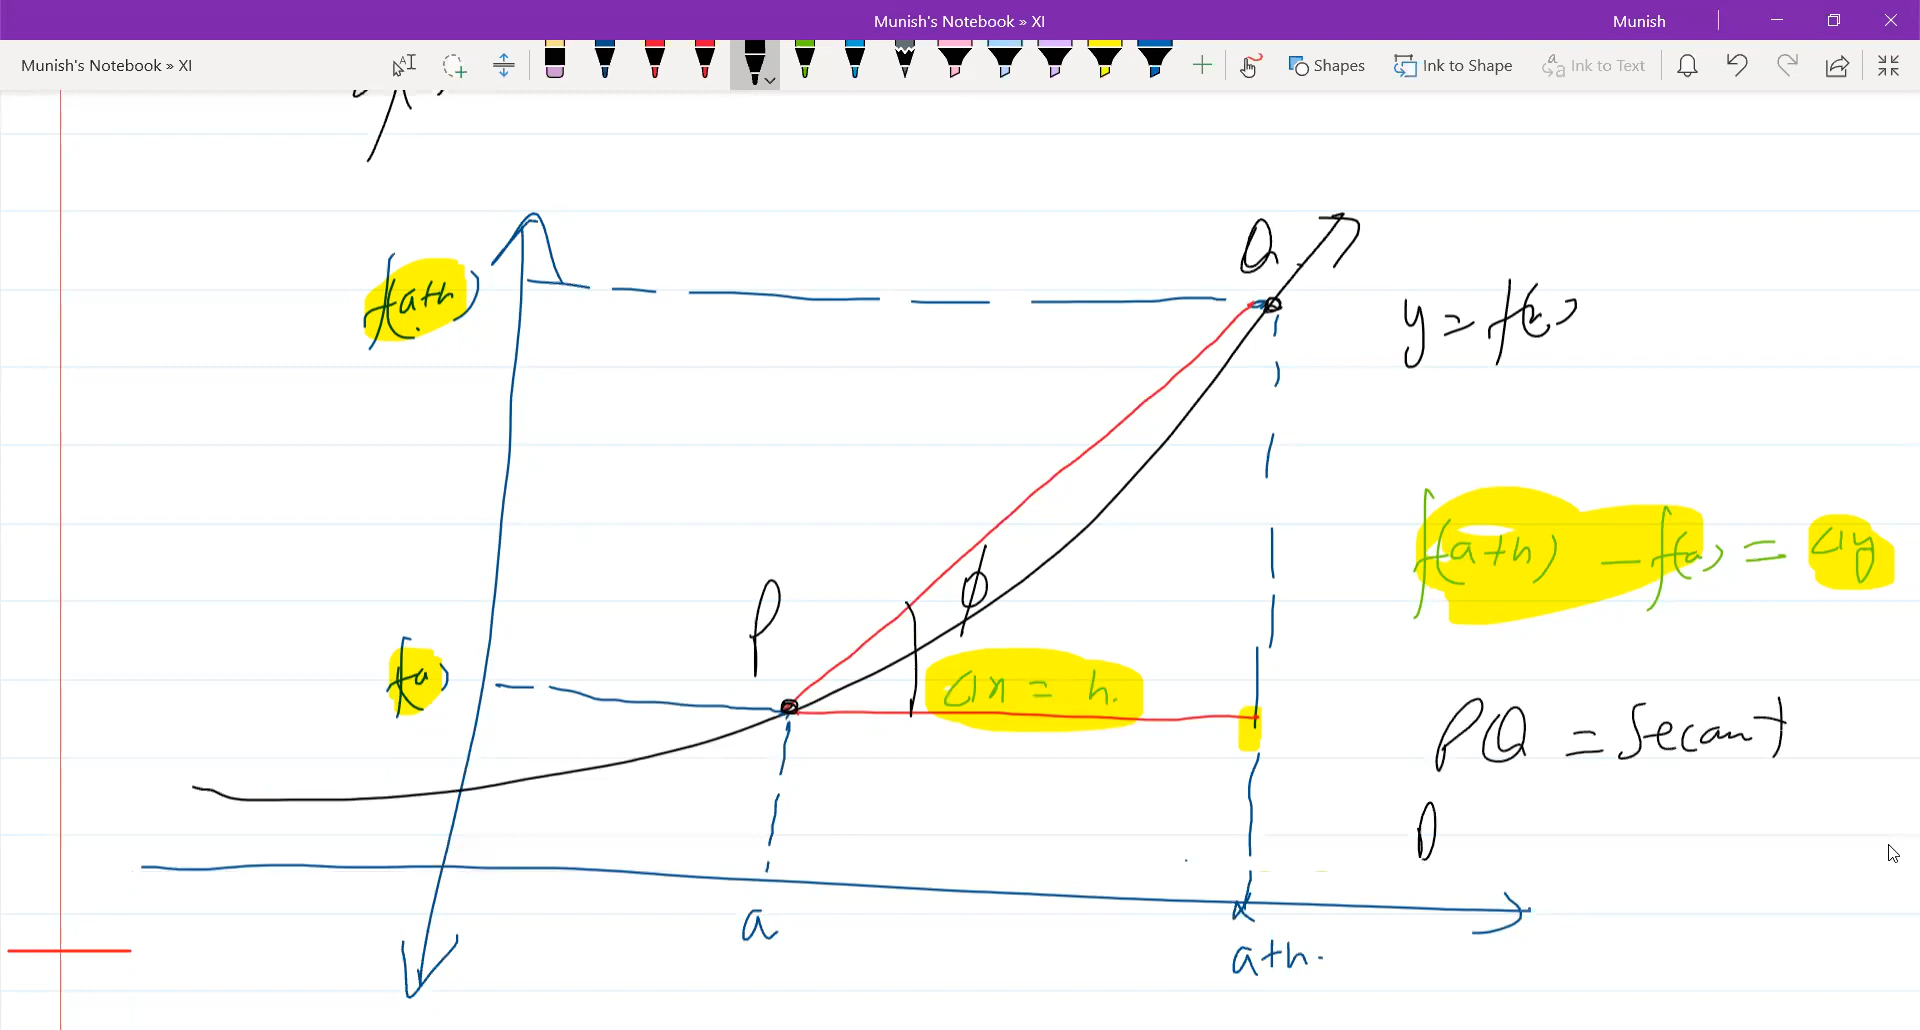 Munish's Notebook » XI
Munish
Munish's Notebook » XI
Shapes
Ink to Shape
Ink to Text
f(a+h)
Q
y = f(x)
f(a+h) - f(a) = Δy
P
ϕ
f(a)
Δx = h.
PQ = Secant
a
a+h.